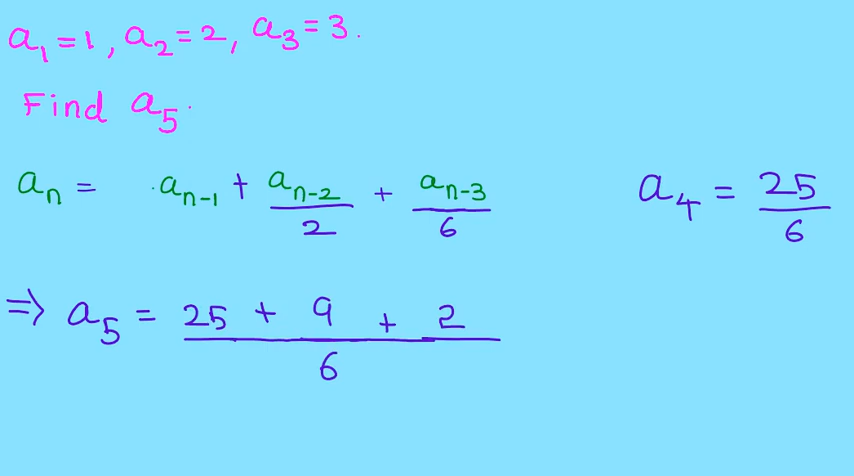 a₁ = 1, a₂ = 2, a₃ = 3.
Find a₅.
aₙ = aₙ₋₁ + aₙ₋₂/2 + aₙ₋₃/6
a₄ = 25/6
⇒ a₅ = (25 + 9 + 2)/6